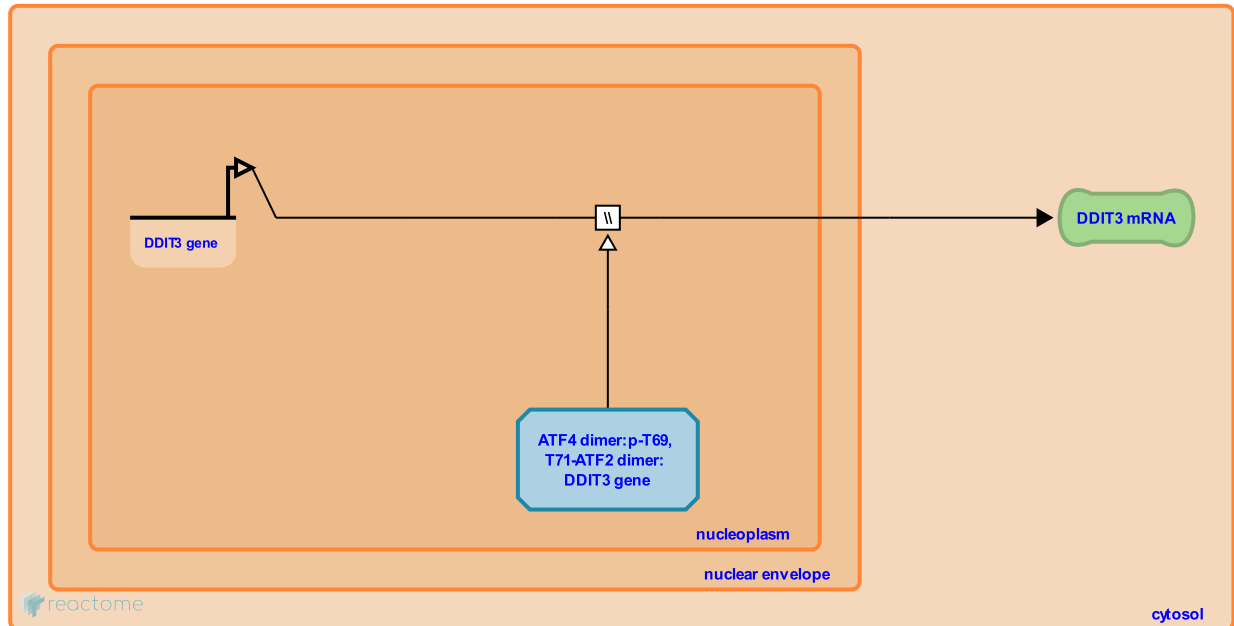 \\
DDIT3 gene
DDIT3 mRNA
ATF4 dimer:p-T69,
T71-ATF2 dimer:
DDIT3 gene
nucleoplasm
nuclear envelope
reactome
cytosol